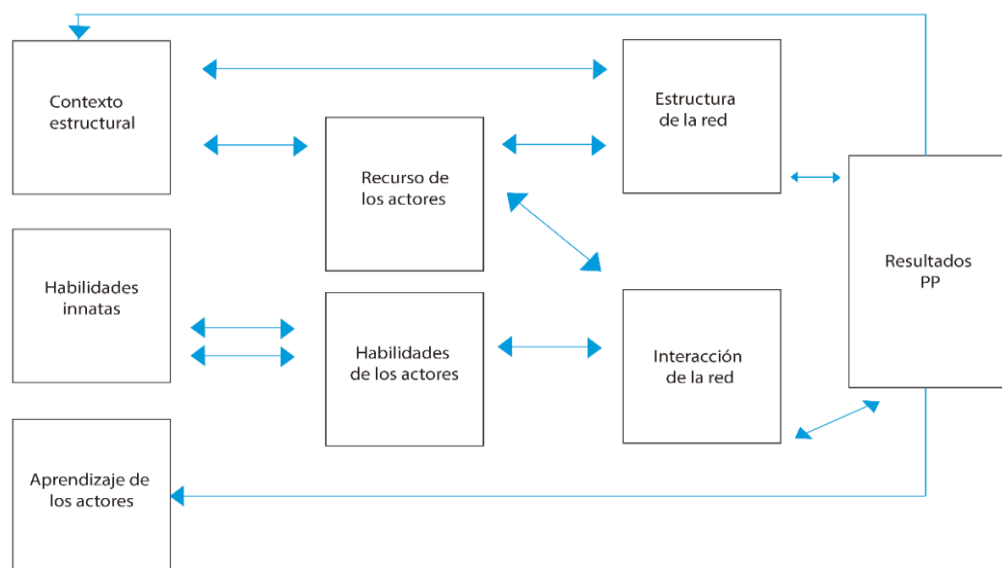 Contexto
estructural
Estructura
de la red
Recurso de
los actores
Resultados
PP
Habilidades
innatas
Habilidades
de los actores
Interacción
de la red
Aprendizaje de
los actores